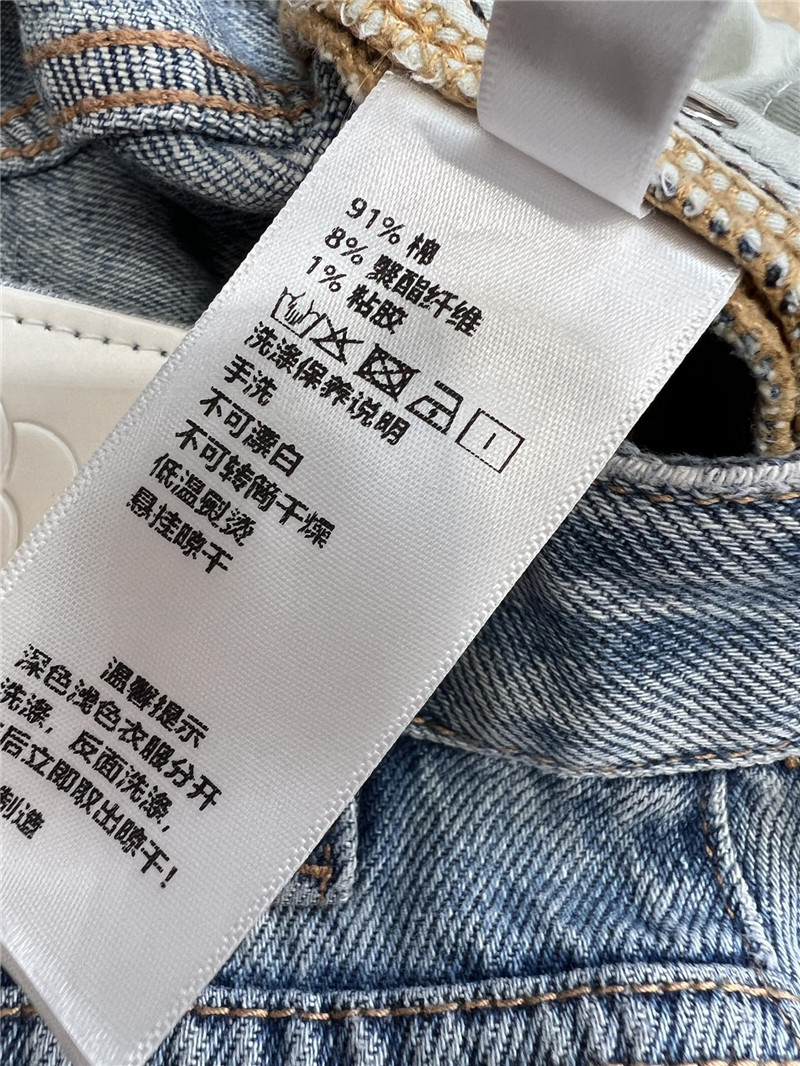 91% 棉
8% 聚酯纤维
1% 粘胶
洗涤保养说明
手洗
不可漂白
不可转筒干燥
低温熨烫
悬挂晾干
温馨提示
深色浅色衣服分开
洗涤，反面洗涤，
后立即取出晾干！
制造